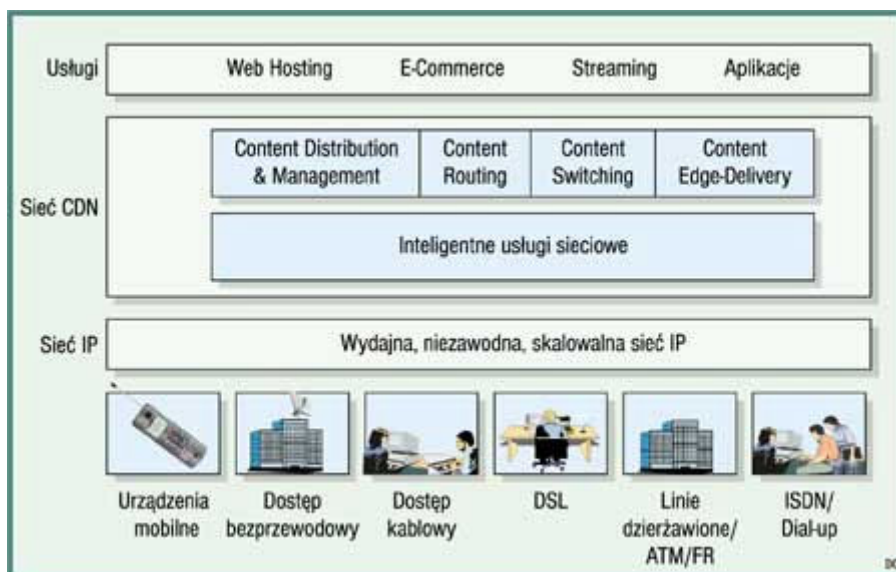 Usługi
Web Hosting E-Commerce Streaming Aplikacje
Sieć CDN
Content Distribution
& Management
Content
Routing
Content
Switching
Content
Edge-Delivery
Inteligentne usługi sieciowe
Sieć IP
Wydajna, niezawodna, skalowalna sieć IP
Urządzenia
mobilne
Dostęp
bezprzewodowy
Dostęp
kablowy
DSL
Linie
dzierżawione/
ATM/FR
ISDN/
Dial-up